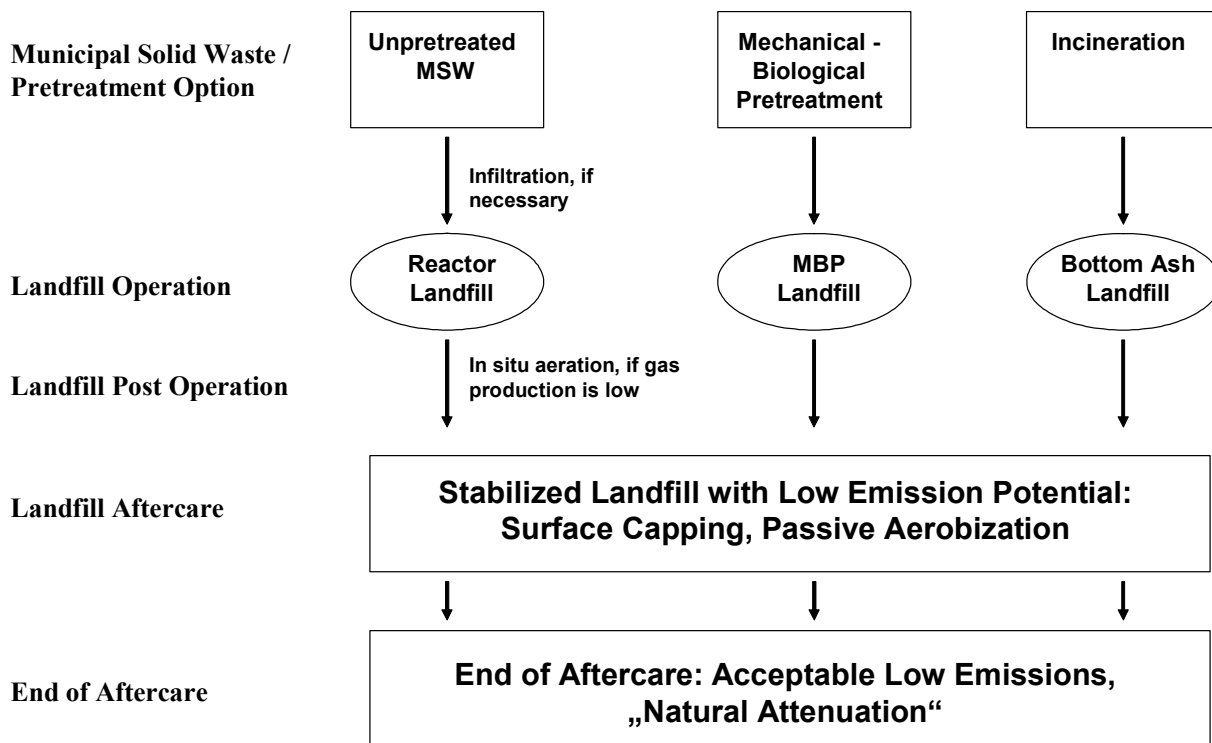 Municipal Solid Waste /
Pretreatment Option
Unpretreated
MSW
Mechanical -
Biological
Pretreatment
Incineration
Infiltration, if
necessary
Landfill Operation
Reactor
Landfill
MBP
Landfill
Bottom Ash
Landfill
Landfill Post Operation
In situ aeration, if gas
production is low
Landfill Aftercare
Stabilized Landfill with Low Emission Potential:
Surface Capping, Passive Aerobization
End of Aftercare
End of Aftercare: Acceptable Low Emissions,
„Natural Attenuation“